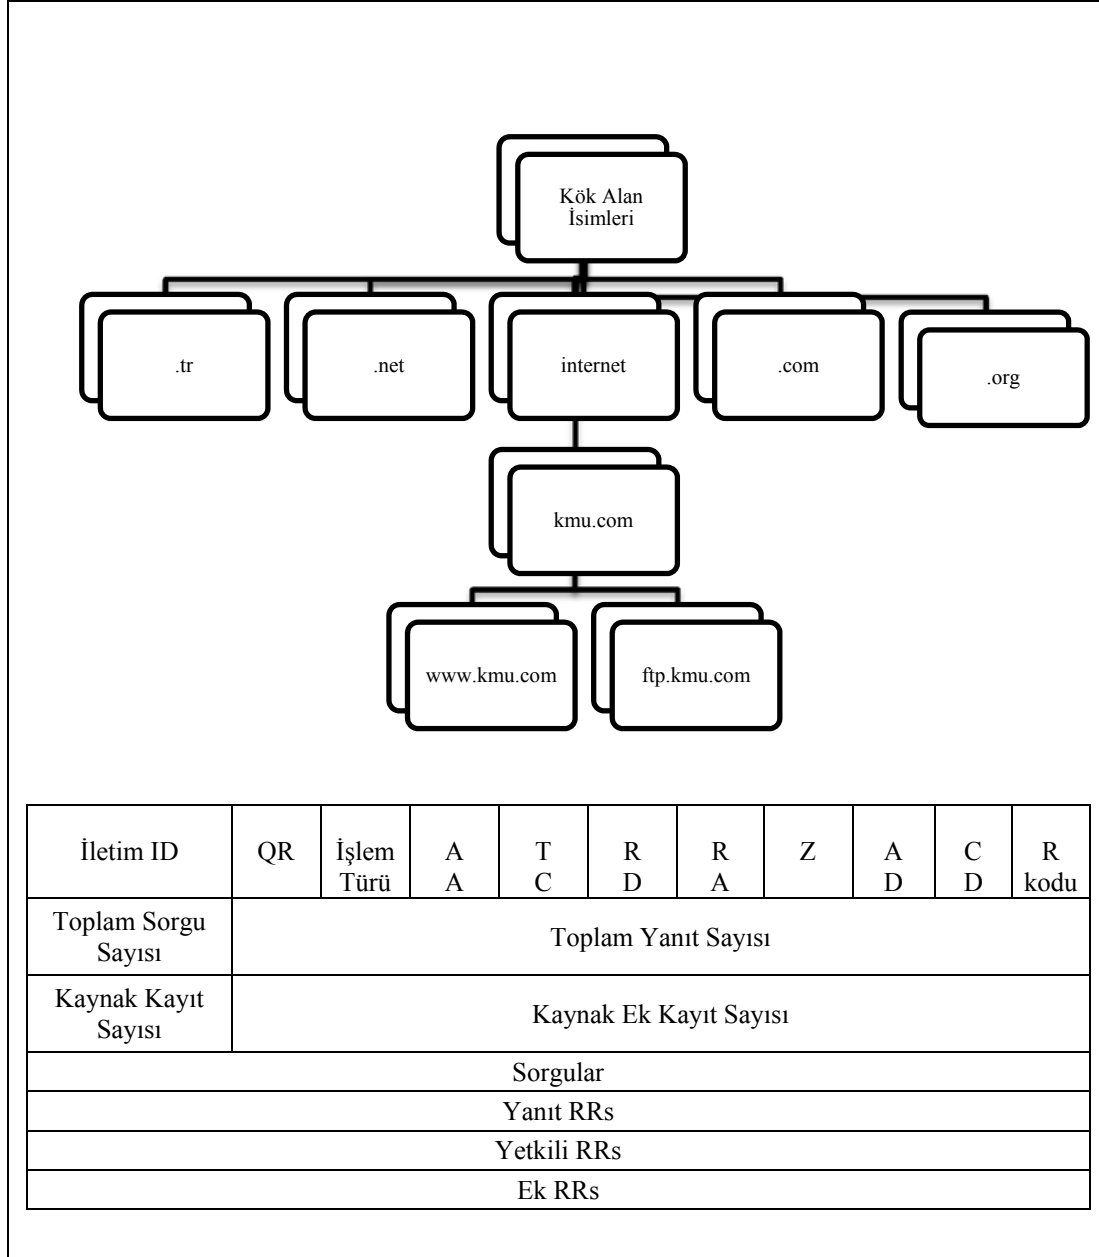 Kök Alan
İsimleri
.tr
.net
internet
.com
.org
kmu.com
www.kmu.com
ftp.kmu.com
İletim ID
QR
İşlem
Türü
A
A
T
C
R
D
R
A
Z
A
D
C
D
R
kodu
Toplam Sorgu
Sayısı
Toplam Yanıt Sayısı
Kaynak Kayıt
Sayısı
Kaynak Ek Kayıt Sayısı
Sorgular
Yanıt RRs
Yetkili RRs
Ek RRs